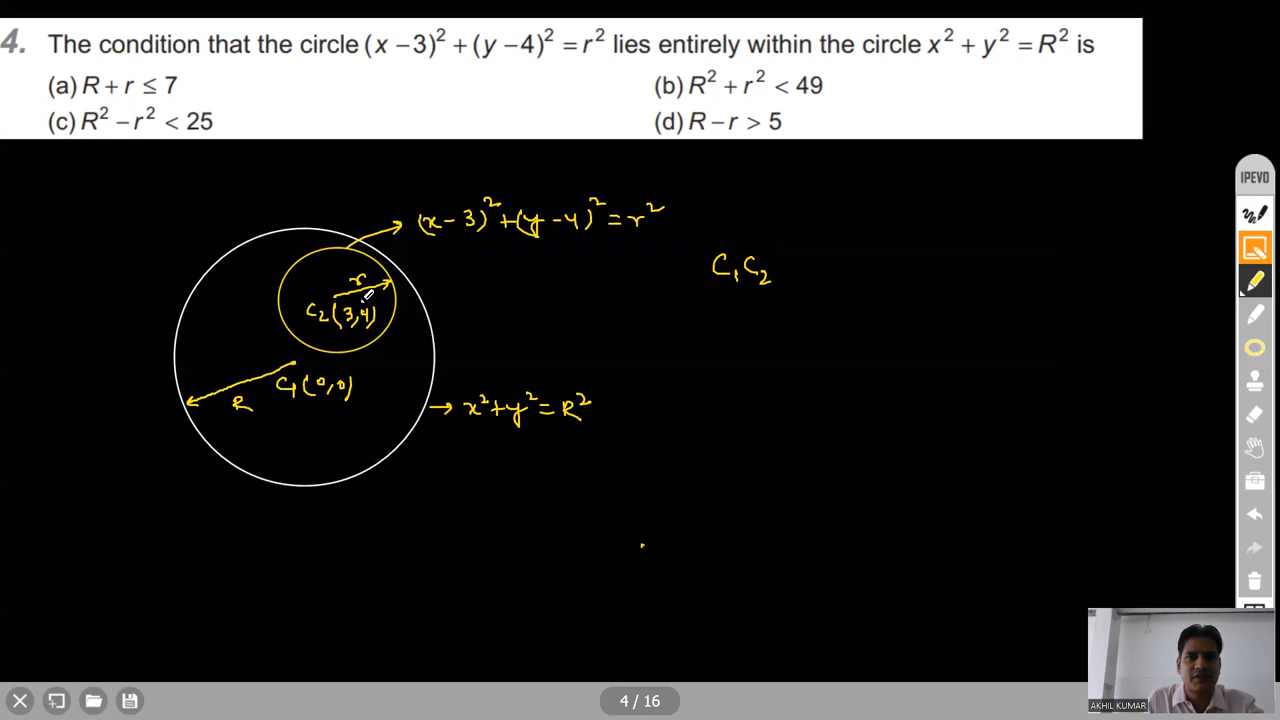 4. The condition that the circle (x − 3)² + (y − 4)² = r² lies entirely within the circle x² + y² = R² is
(a) R + r ≤ 7
(b) R² + r² < 49
(c) R² − r² < 25
(d) R − r > 5
IPEVO
(x − 3)² + (y − 4)² = r²
C₁C₂
r
C₂(3,4)
C₁(0,0)
R
x² + y² = R²
4 / 16
AKHIL KUMAR